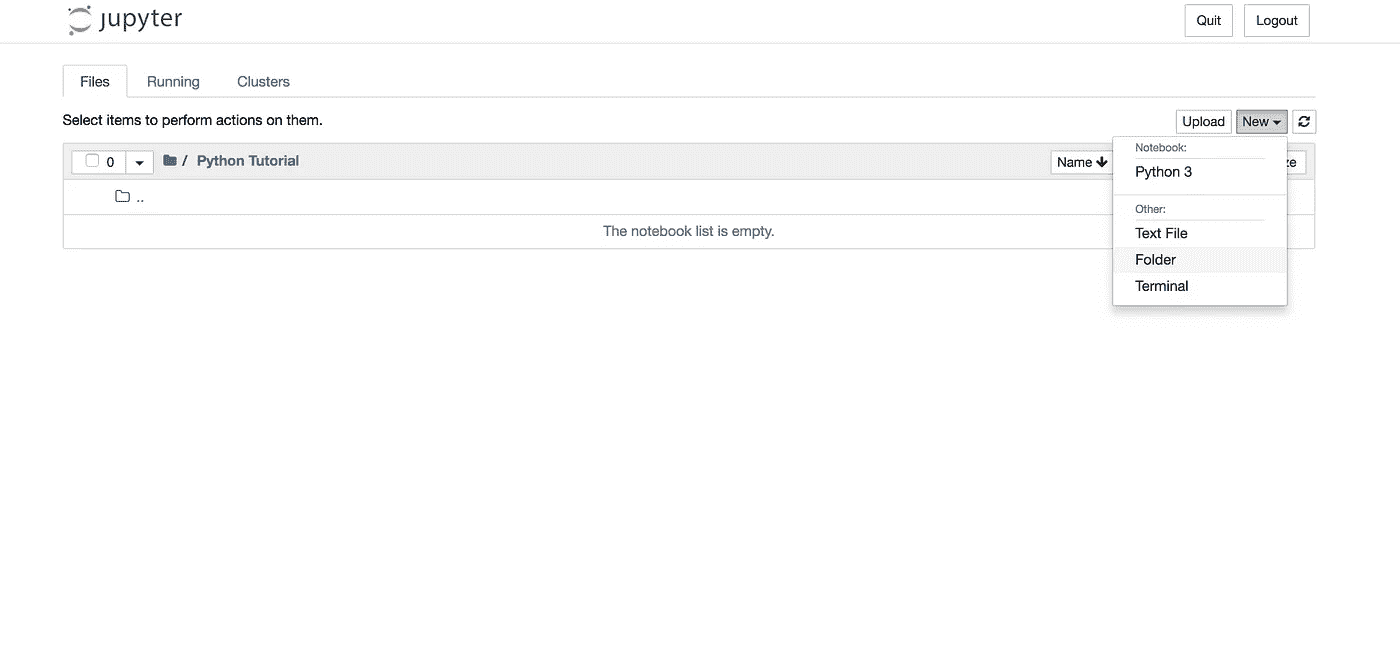 jupyter
Quit Logout
Files Running Clusters
Select items to perform actions on them.
Upload New
0 / Python Tutorial Name ze
Notebook:
Python 3
..
Other:
The notebook list is empty.
Text File
Folder
Terminal